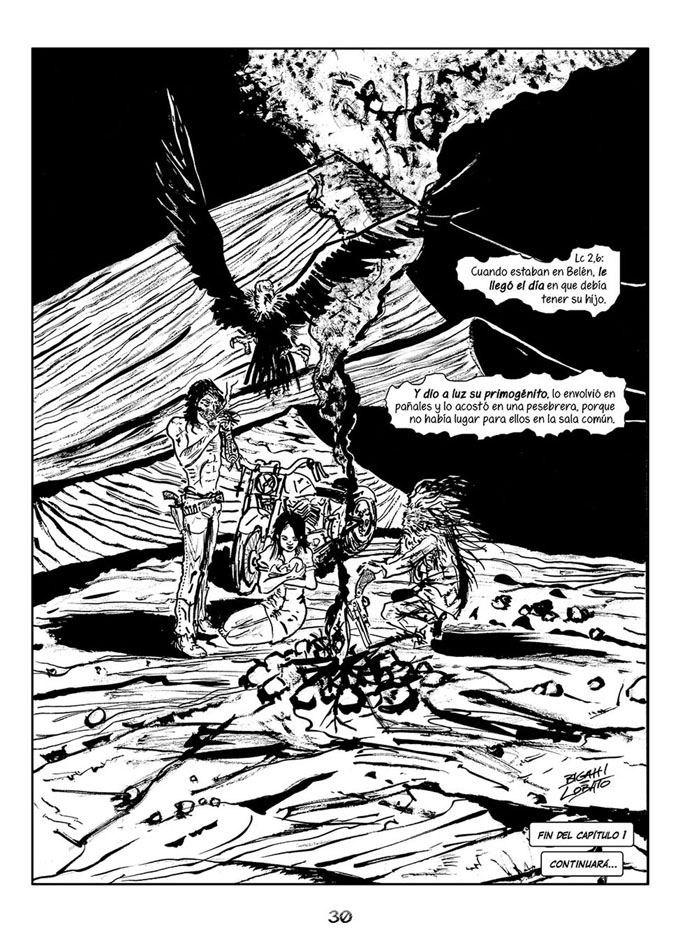 Lc 2,6:
Cuando estaban en Belén, le
llegó el día en que debía
tener su hijo.
Y dio a luz su primogénito, lo envolvió en
pañales y lo acostó en una pesebrera, porque
no había lugar para ellos en la sala común.
BIGAHI
LOBATO
FIN DEL CAPÍTULO 1
CONTINUARÁ...
30